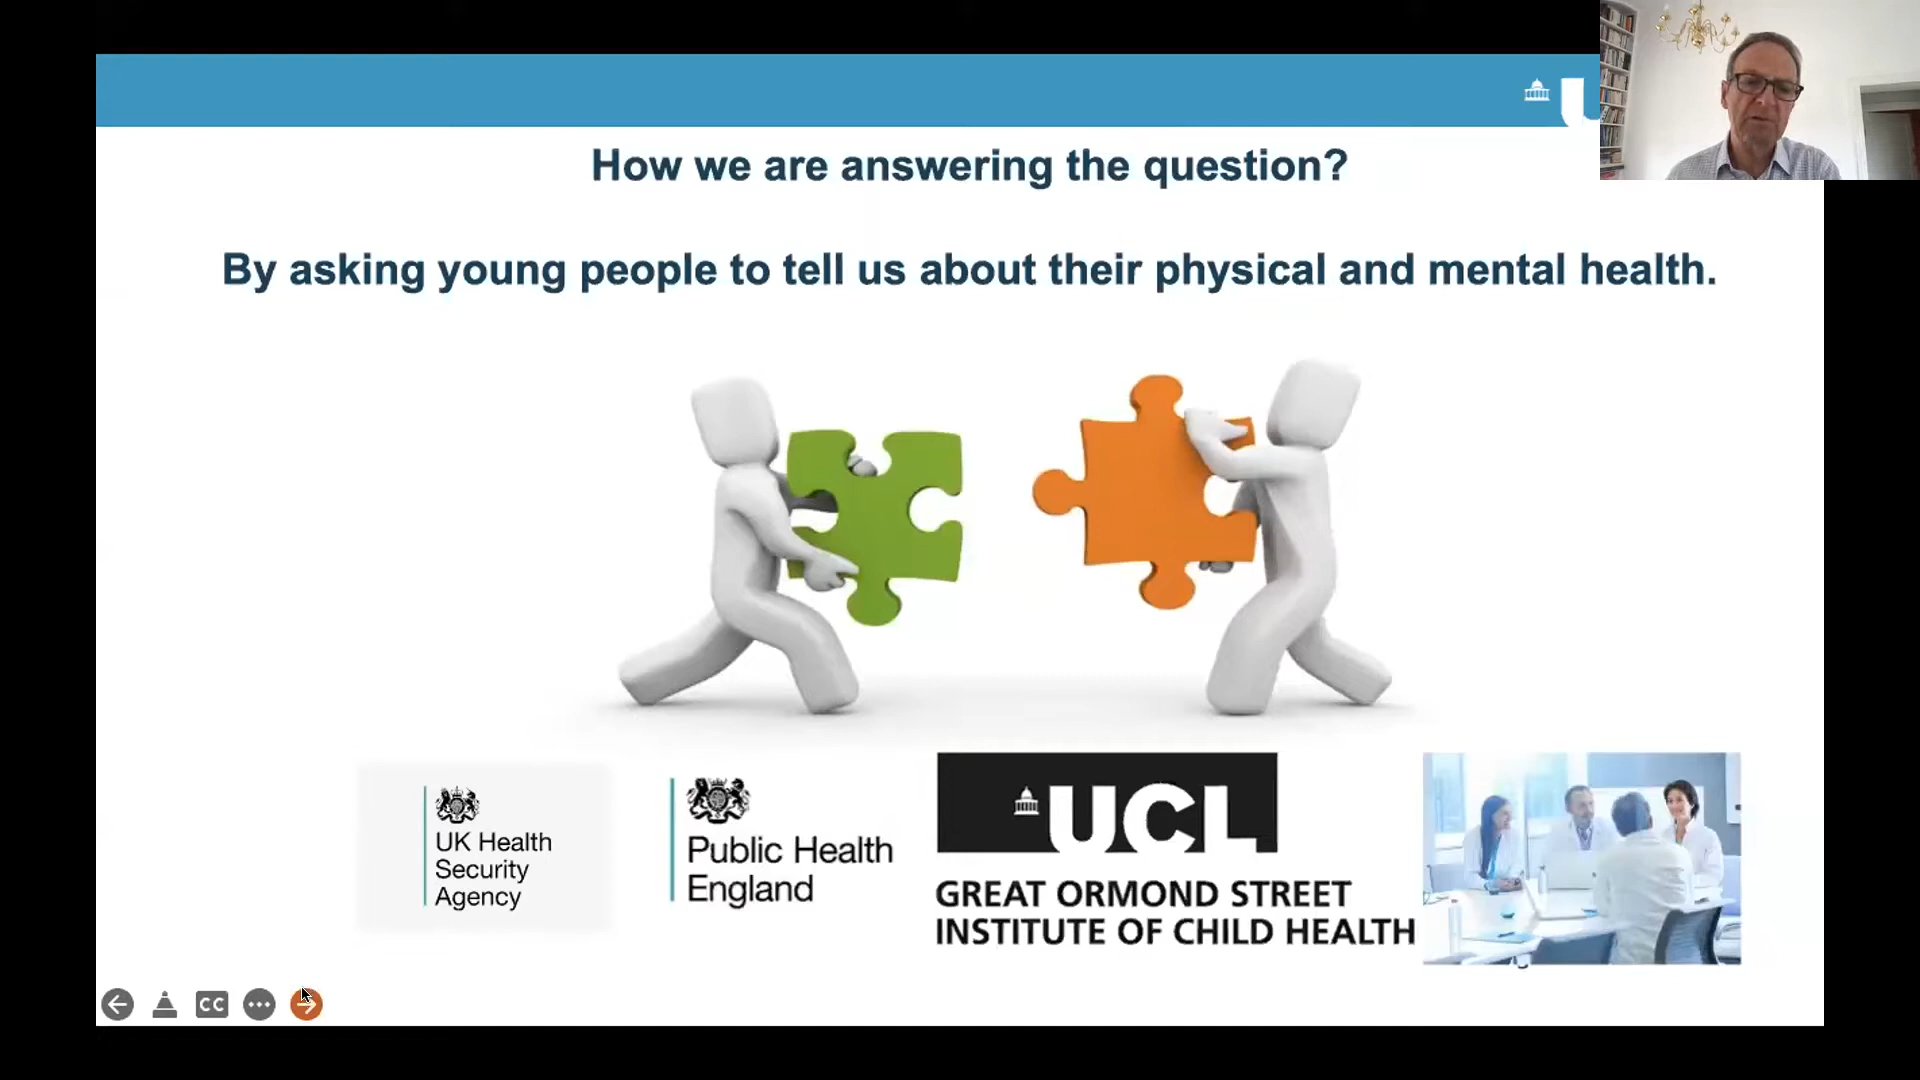 How we are answering the question?
By asking young people to tell us about their physical and mental health.
UK Health
Security
Agency
Public Health
England
UCL
GREAT ORMOND STREET
INSTITUTE OF CHILD HEALTH
CC